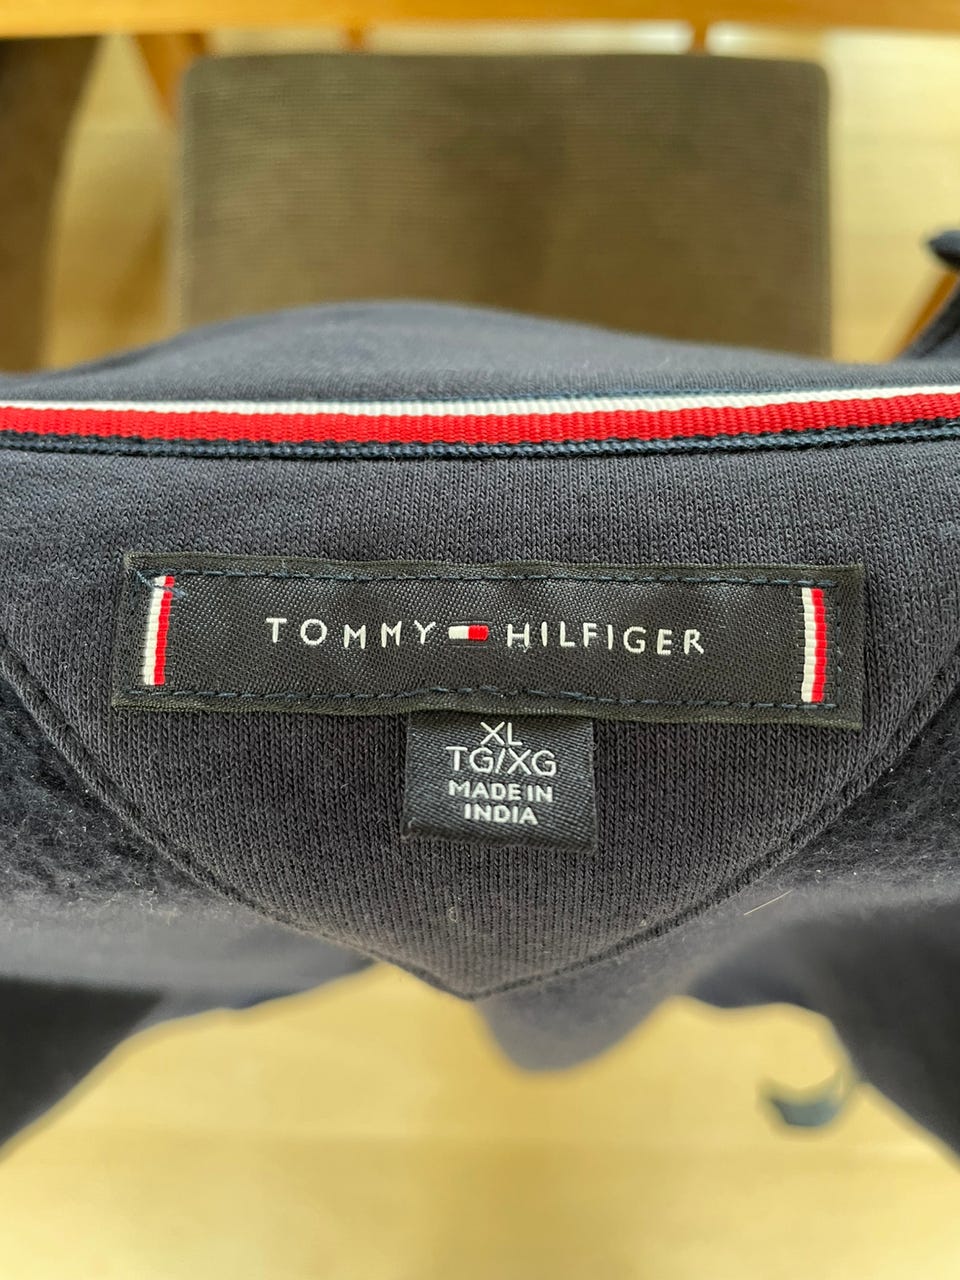 TOMMY HILFIGER
XL
TG/XG
MADE IN
INDIA